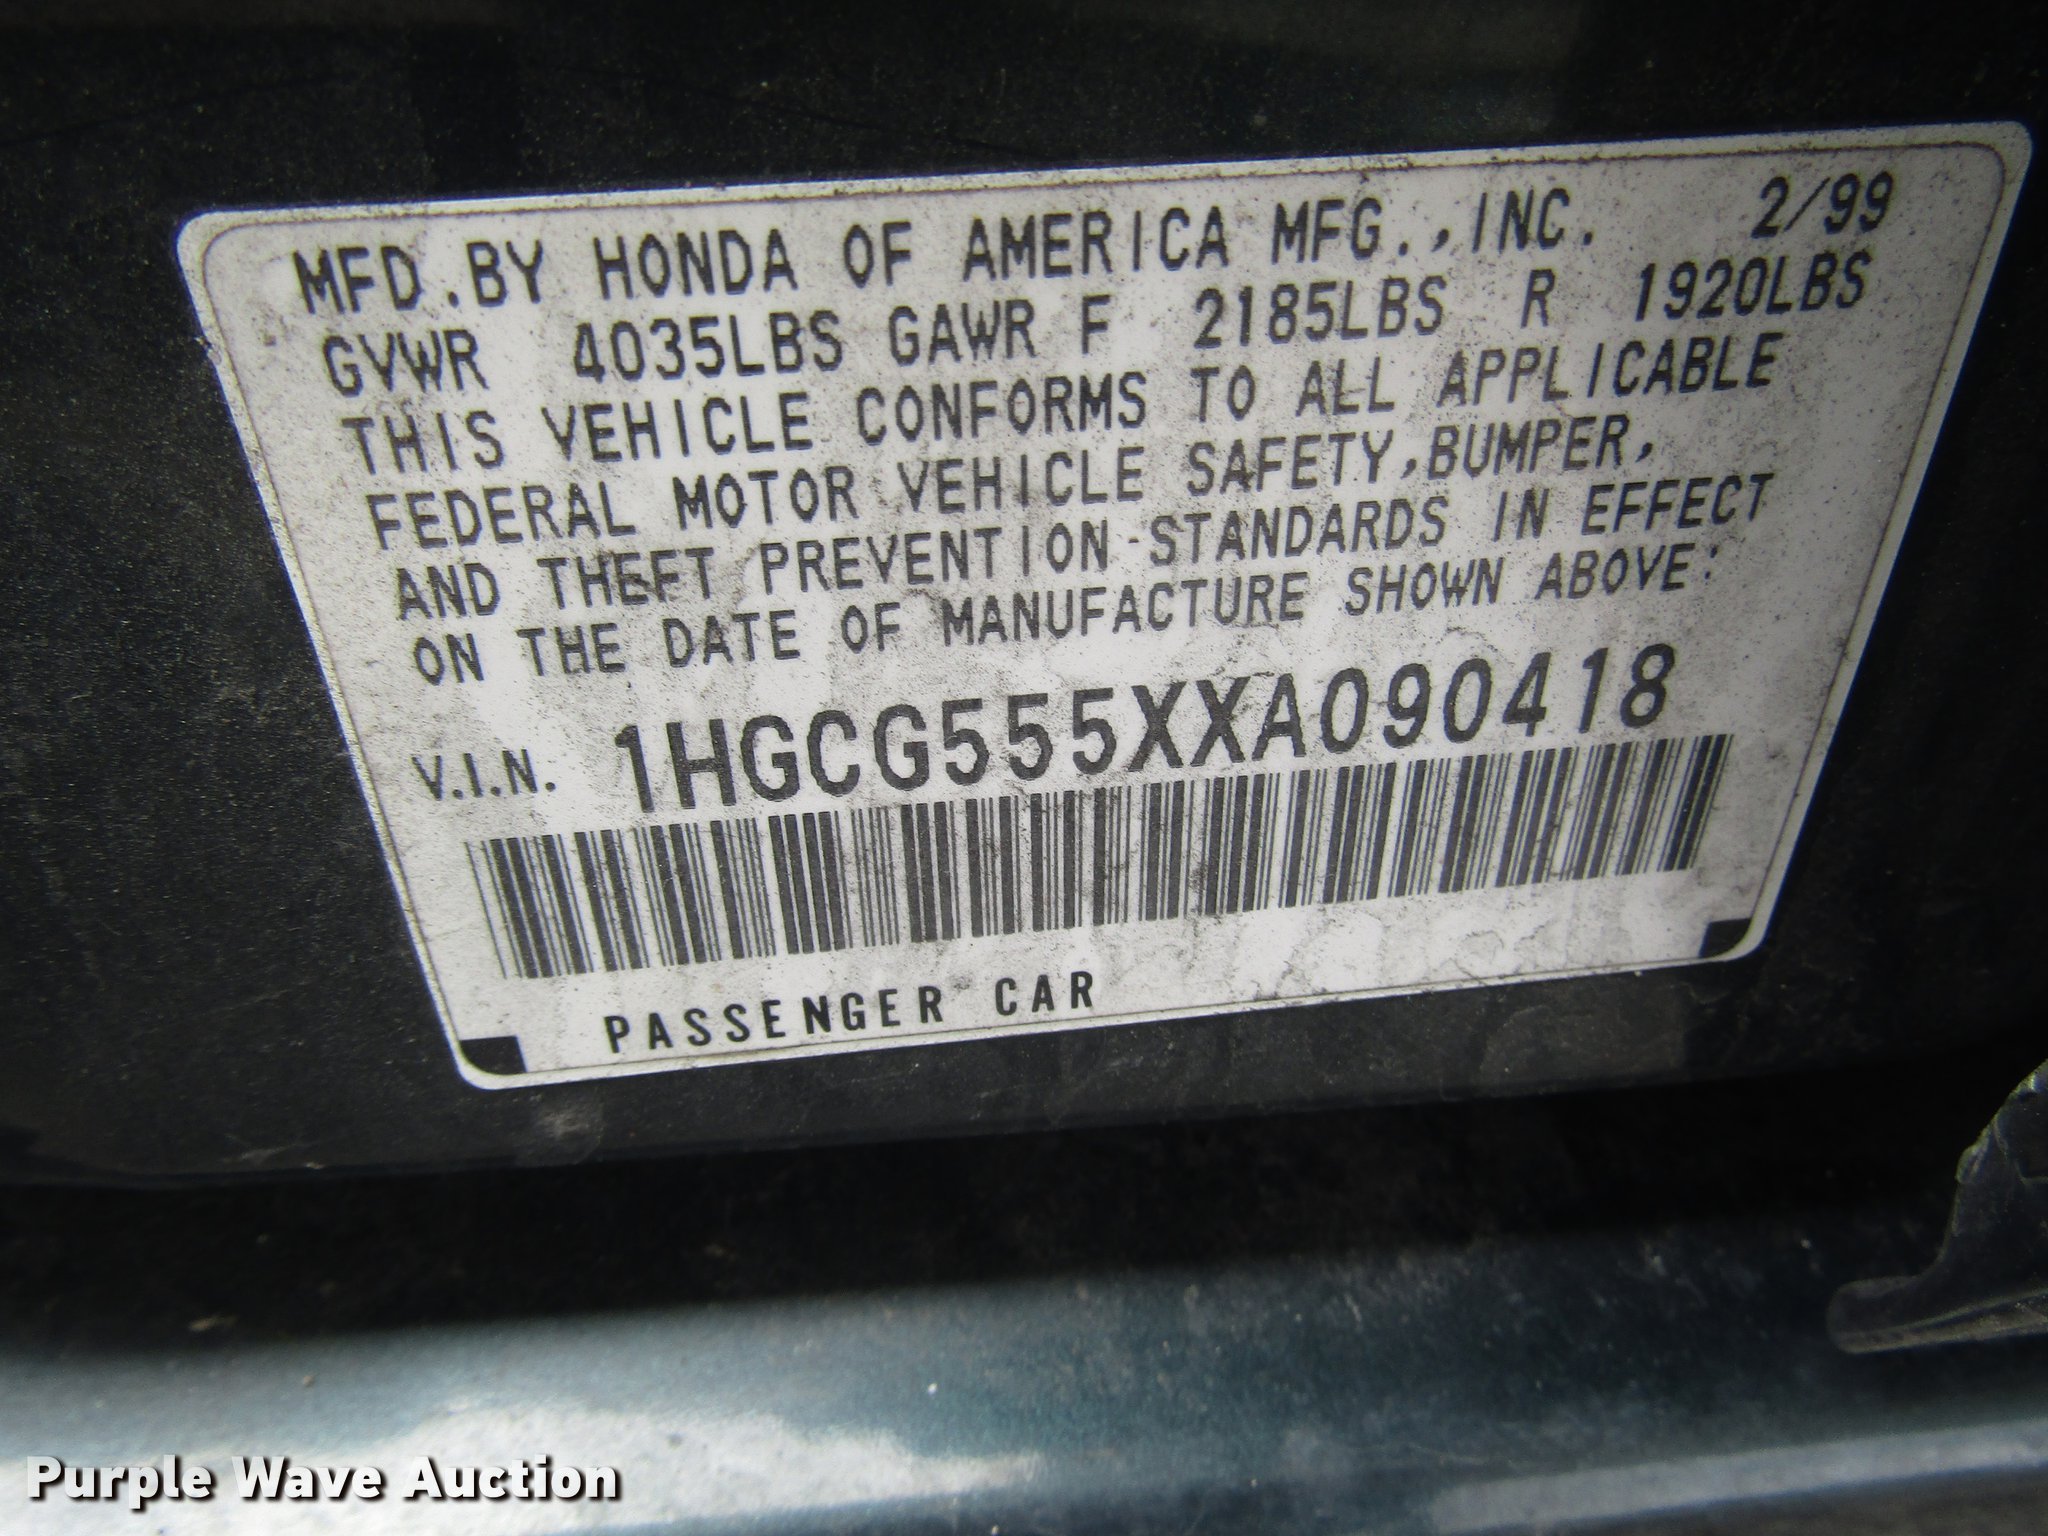 MFD.BY HONDA OF AMERICA MFG.,INC. 2/99
GVWR 4035LBS GAWR F 2185LBS R 1920LBS
THIS VEHICLE CONFORMS TO ALL APPLICABLE
FEDERAL MOTOR VEHICLE SAFETY,BUMPER,
AND THEFT PREVENTION STANDARDS IN EFFECT
ON THE DATE OF MANUFACTURE SHOWN ABOVE:
V.I.N. 1HGCG555XXA090418
PASSENGER CAR
Purple Wave Auction